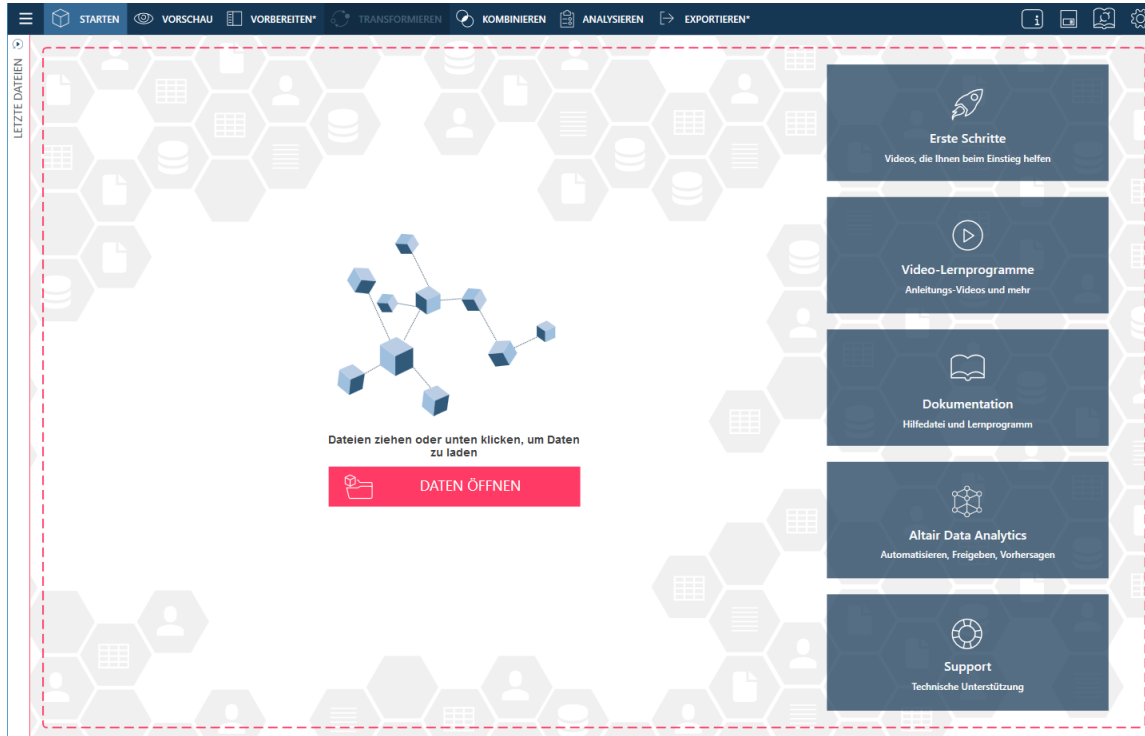 STARTEN
VORSCHAU
VORBEREITEN*
TRANSFORMIEREN
KOMBINIEREN
ANALYSIEREN
EXPORTIEREN*
LETZTE DATEIEN
Dateien ziehen oder unten klicken, um Daten
zu laden
DATEN ÖFFNEN
Erste Schritte
Videos, die Ihnen beim Einstieg helfen
Video-Lernprogramme
Anleitungs-Videos und mehr
Dokumentation
Hilfedatei und Lernprogramm
Altair Data Analytics
Automatisieren, Freigeben, Vorhersagen
Support
Technische Unterstützung